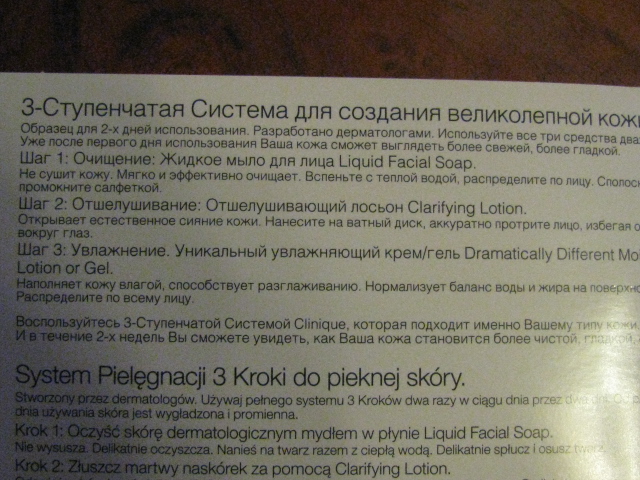 3-Ступенчатая Система для создания великолепной кожи
Образец для 2-х дней использования. Разработано дерматологами. Используйте все три средства два
Уже после первого дня использования Ваша кожа сможет выглядеть более свежей, более гладкой.
Шаг 1: Очищение: Жидкое мыло для лица Liquid Facial Soap.
Не сушит кожу. Мягко и эффективно очищает. Вспеньте с теплой водой, распределите по лицу. Сполос
промокните салфеткой.
Шаг 2: Отшелушивание: Отшелушивающий лосьон Clarifying Lotion.
Открывает естественное сияние кожи. Нанесите на ватный диск, аккуратно протрите лицо, избегая о
вокруг глаз.
Шаг 3: Увлажнение. Уникальный увлажняющий крем/гель Dramatically Different Mo
Lotion or Gel.
Наполняет кожу влагой, способствует разглаживанию. Нормализует баланс воды и жира на поверхно
Распределите по всему лицу.
Воспользуйтесь 3-Ступенчатой Системой Clinique, которая подходит именно Вашему типу кожи.
И в течение 2-х недель Вы сможете увидеть, как Ваша кожа становится более чистой, гладкой,
System Pielęgnacji 3 Kroki do pieknej skóry.
Stworzony przez dermatologów. Używaj pełnego systemu 3 Kroków dwa razy w ciągu dnia przez dwa dni.
dnia używania skóra jest wygładzona i promienna.
Krok 1: Oczyść skórę dermatologicznym mydłem w płynie Liquid Facial Soap.
Nie wysusza. Delikatnie oczyszcza. Nanieś na twarz razem z ciepłą wodą. Delikatnie spłucz i osusz twarz.
Krok 2: Złuszcz martwy naskórek za pomocą Clarifying Lotion.